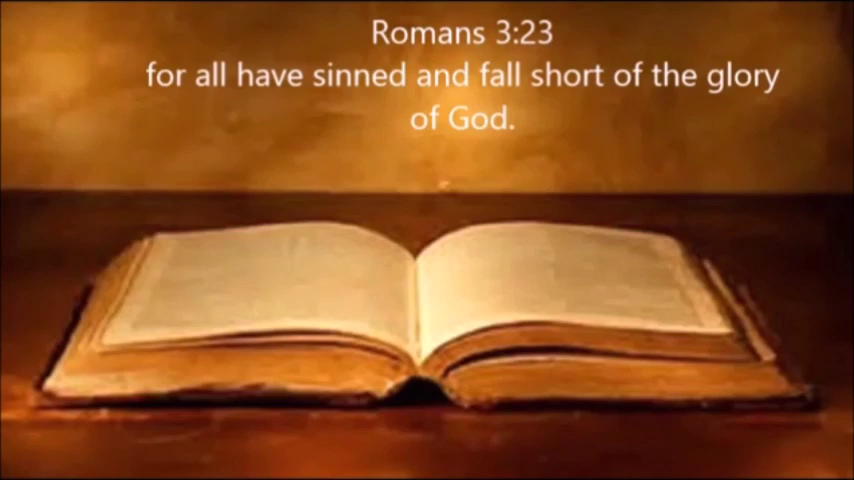 Romans 3:23
for all have sinned and fall short of the glory
of God.